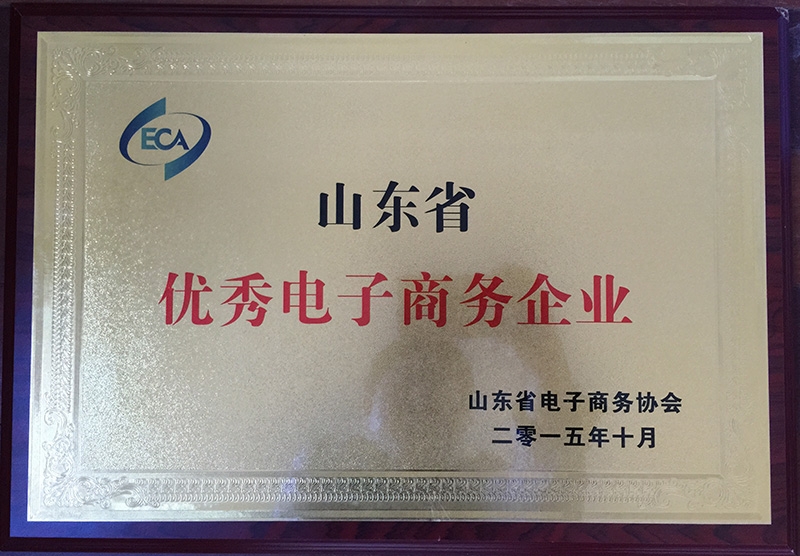 ECA
山东省
优秀电子商务企业
山东省电子商务协会
二零一五年十月